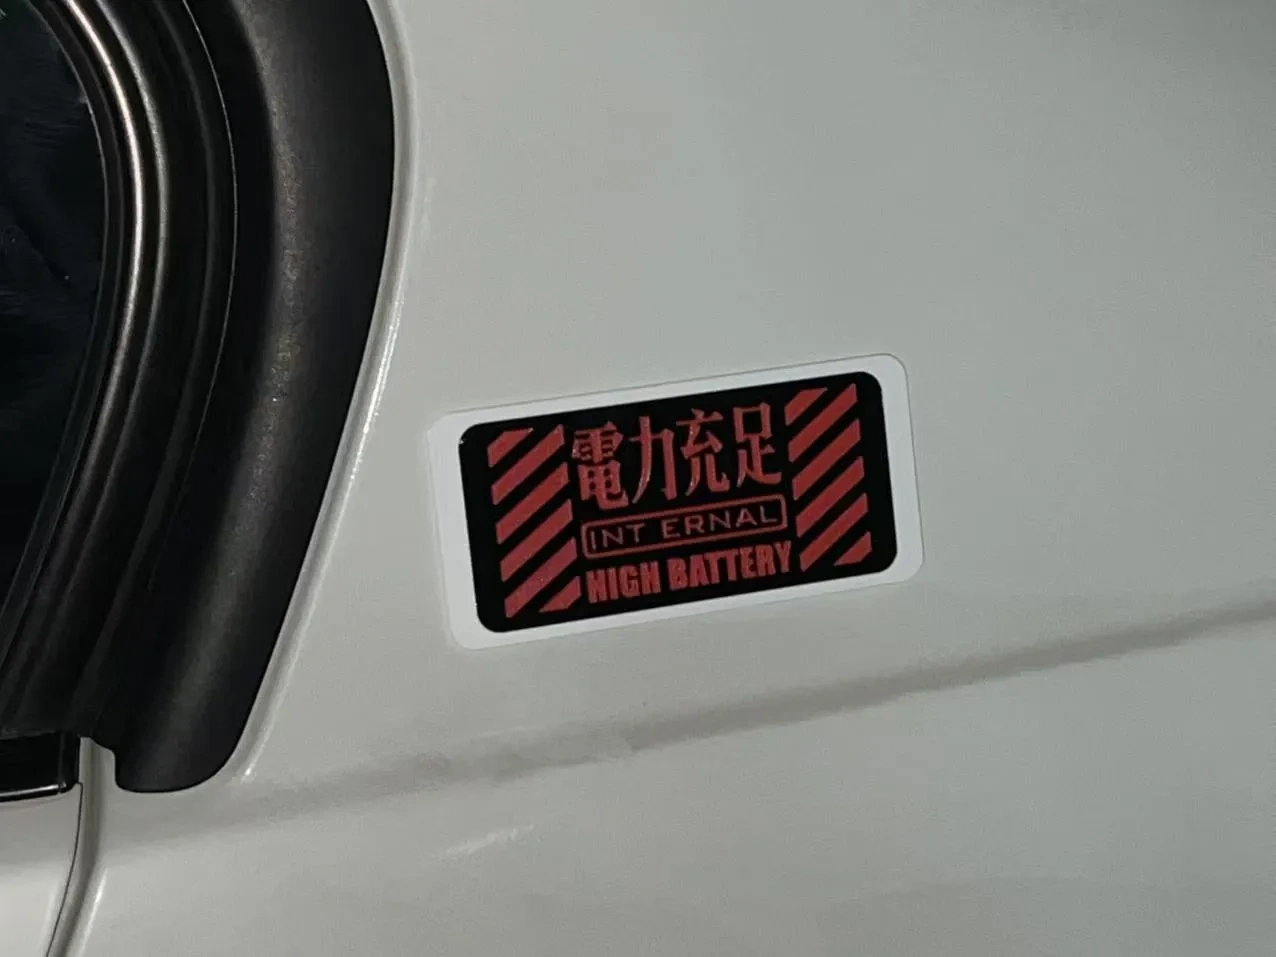 電力充足
INT ERNAL
HIGH BATTERY